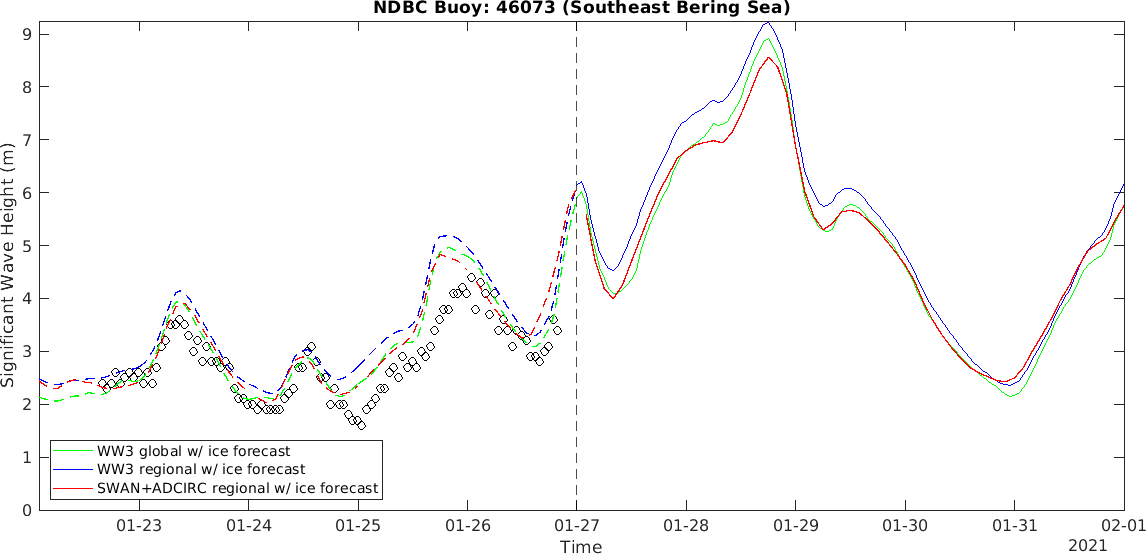 NDBC Buoy: 46073 (Southeast Bering Sea)
Significant Wave Height (m)
9
8
7
6
5
4
3
2
1
0
WW3 global w/ ice forecast
WW3 regional w/ ice forecast
SWAN+ADCIRC regional w/ ice forecast
01-23 01-24 01-25 01-26 01-27 01-28 01-29 01-30 01-31 02-01
Time
2021